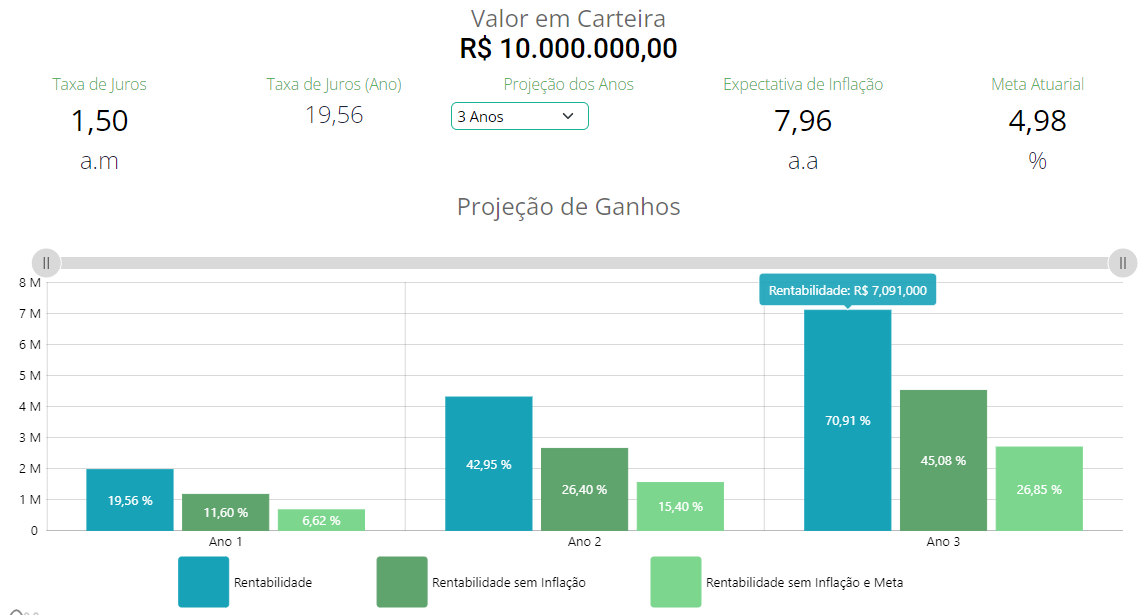 Valor em Carteira
R$ 10.000.000,00
Taxa de Juros
1,50
a.m
Taxa de Juros (Ano)
19,56
Projeção dos Anos
3 Anos
Expectativa de Inflação
7,96
a.a
Meta Atuarial
4,98
%
Projeção de Ganhos
8 M
7 M
6 M
5 M
4 M
3 M
2 M
1 M
0
Rentabilidade: R$ 7,091,000
19,56 %
11,60 %
6,62 %
42,95 %
26,40 %
15,40 %
70,91 %
45,08 %
26,85 %
Ano 1
Ano 2
Ano 3
Rentabilidade
Rentabilidade sem Inflação
Rentabilidade sem Inflação e Meta